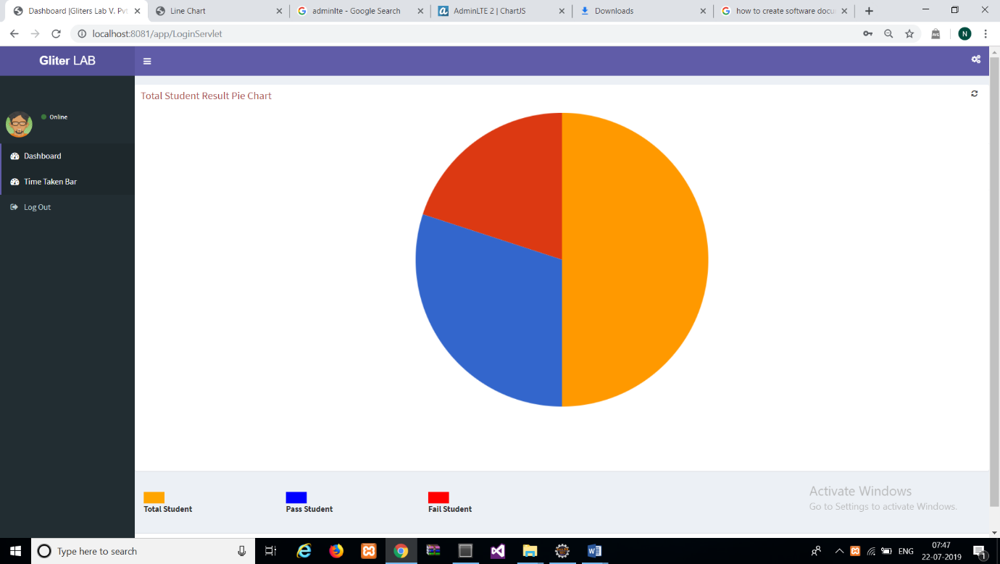 Dashboard |Gliters Lab V. Pvt
Line Chart
adminlte - Google Search
AdminLTE 2 | ChartJS
Downloads
how to create software docu
localhost:8081/app/LoginServlet
N
Gliter LAB
Total Student Result Pie Chart
Online
Dashboard
Time Taken Bar
Log Out
Total Student
Pass Student
Fail Student
Activate Windows
Go to Settings to activate Windows.
Type here to search
ENG
07:47
22-07-2019
1